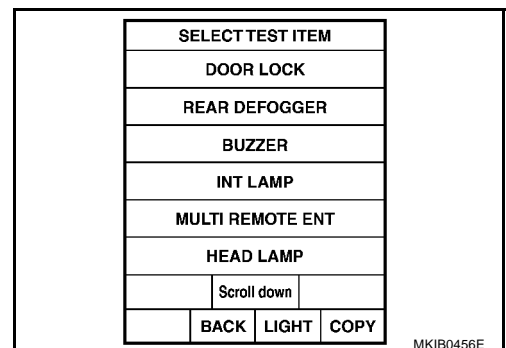 SELECT TEST ITEM
DOOR LOCK
REAR DEFOGGER
BUZZER
INT LAMP
MULTI REMOTE ENT
HEAD LAMP
Scroll down
BACK LIGHT COPY
MKIB0456E